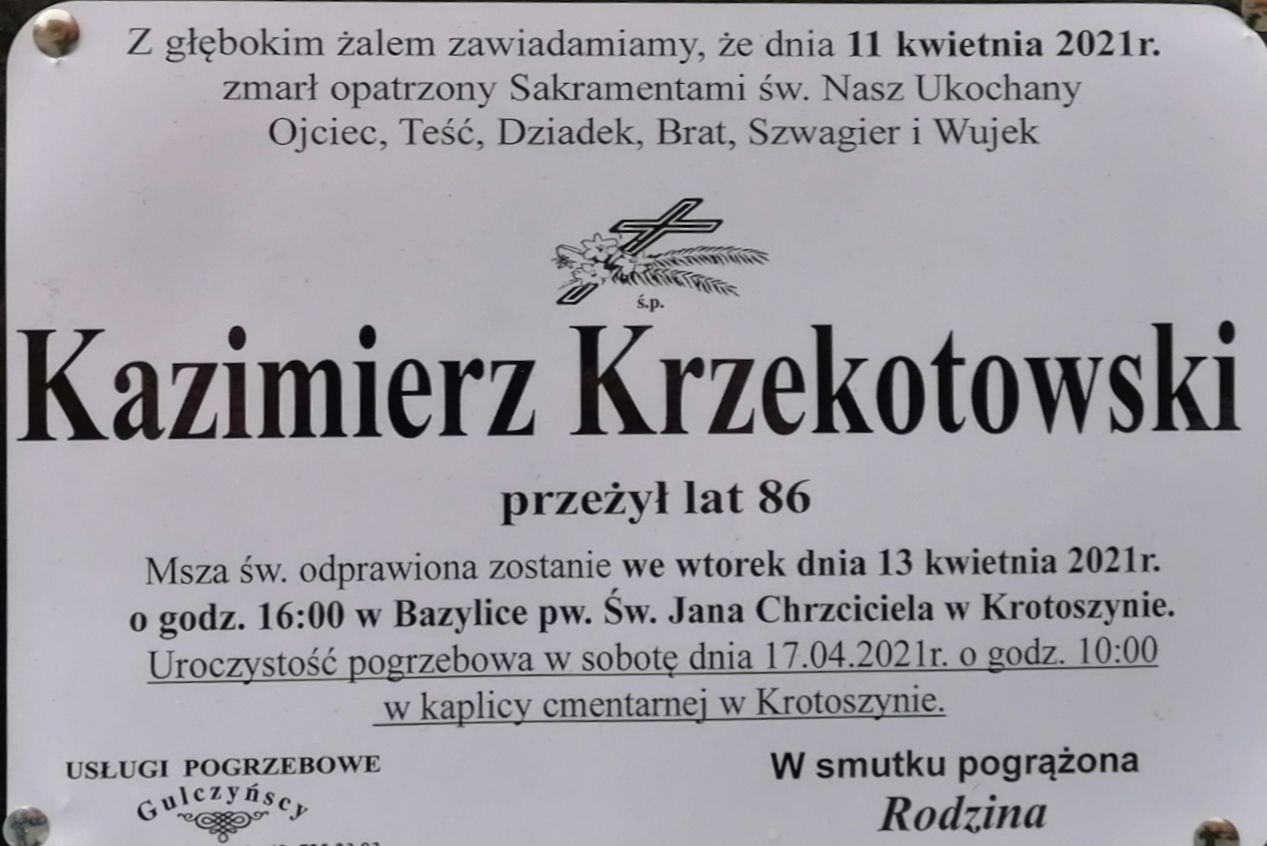 Z głębokim żalem zawiadamiamy, że dnia 11 kwietnia 2021r.
zmarł opatrzony Sakramentami św. Nasz Ukochany
Ojciec, Teść, Dziadek, Brat, Szwagier i Wujek
ś.p.
Kazimierz Krzekotowski
przeżył lat 86
Msza św. odprawiona zostanie we wtorek dnia 13 kwietnia 2021r.
o godz. 16:00 w Bazylice pw. Św. Jana Chrzciciela w Krotoszynie.
Uroczystość pogrzebowa w sobotę dnia 17.04.2021r. o godz. 10:00
w kaplicy cmentarnej w Krotoszynie.
USŁUGI POGRZEBOWE
Gulczyńscy
W smutku pogrążona
Rodzina